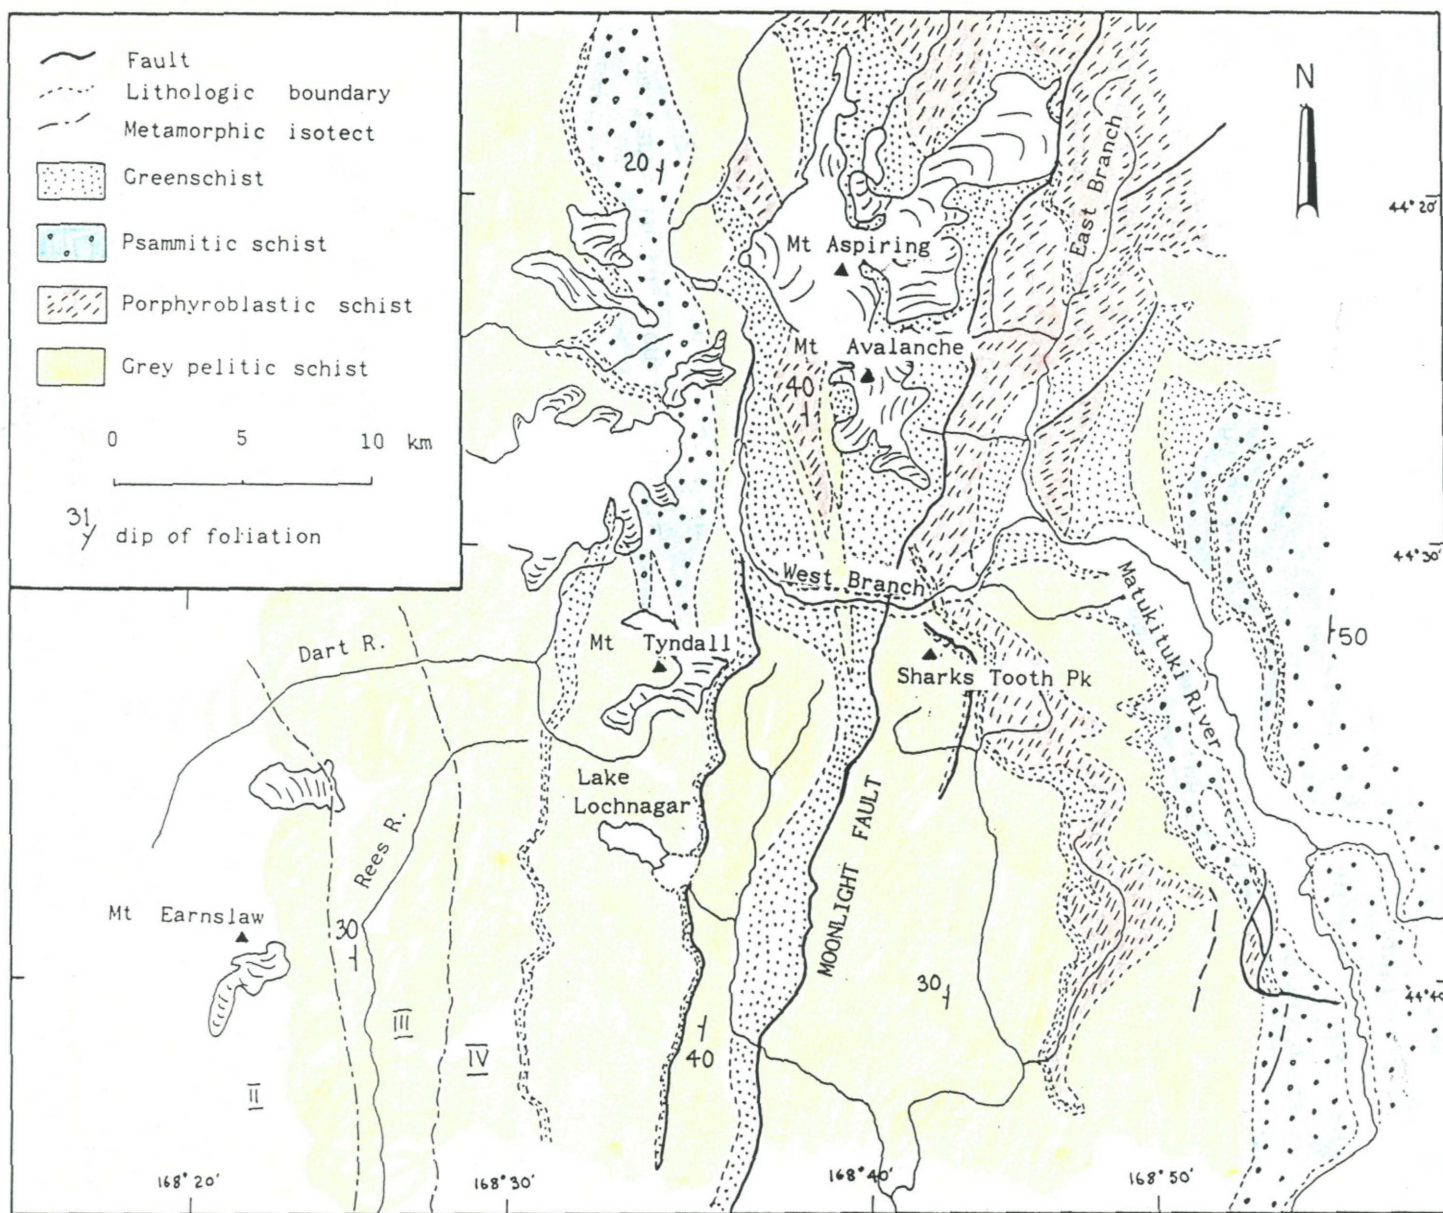 Fault
Lithologic boundary
Metamorphic isotect
Greenschist
Psammitic schist
Porphyroblastic schist
Grey pelitic schist
0 5 10 km
31 dip of foliation
N
20
44° 20'
East Branch
Mt Aspiring
Mt Avalanche
40
44° 30'
West Branch
Matukituki River
50
Dart R.
Mt Tyndall
Sharks Tooth Pk
Lake
Lochnagar
Rees R.
MOONLIGHT FAULT
Mt Earnslaw
30
30
44° 40'
III
40
IV
II
168° 20'
168° 30'
168° 40'
168° 50'